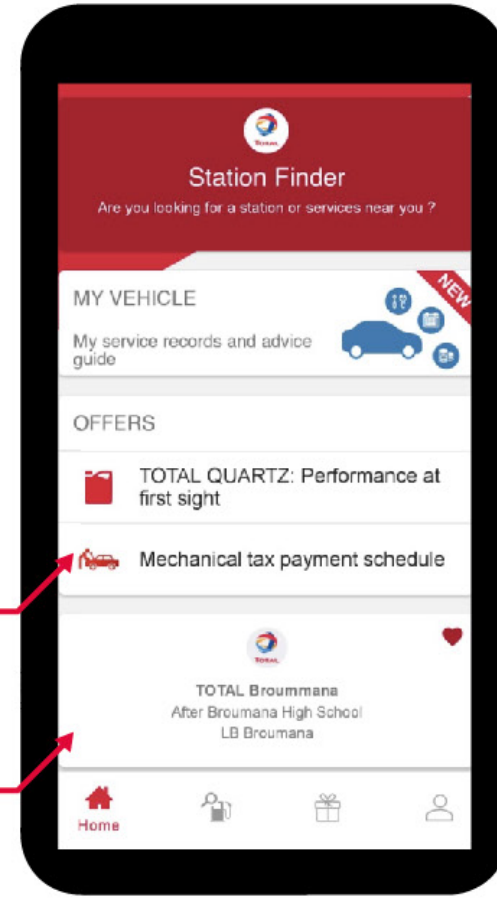 TOTAL
Station Finder
Are you looking for a station or services near you ?
MY VEHICLE
NEW
My service records and advice
guide
OFFERS
TOTAL QUARTZ: Performance at
first sight
Mechanical tax payment schedule
TOTAL
TOTAL Broummana
After Broumana High School
LB Broumana
Home